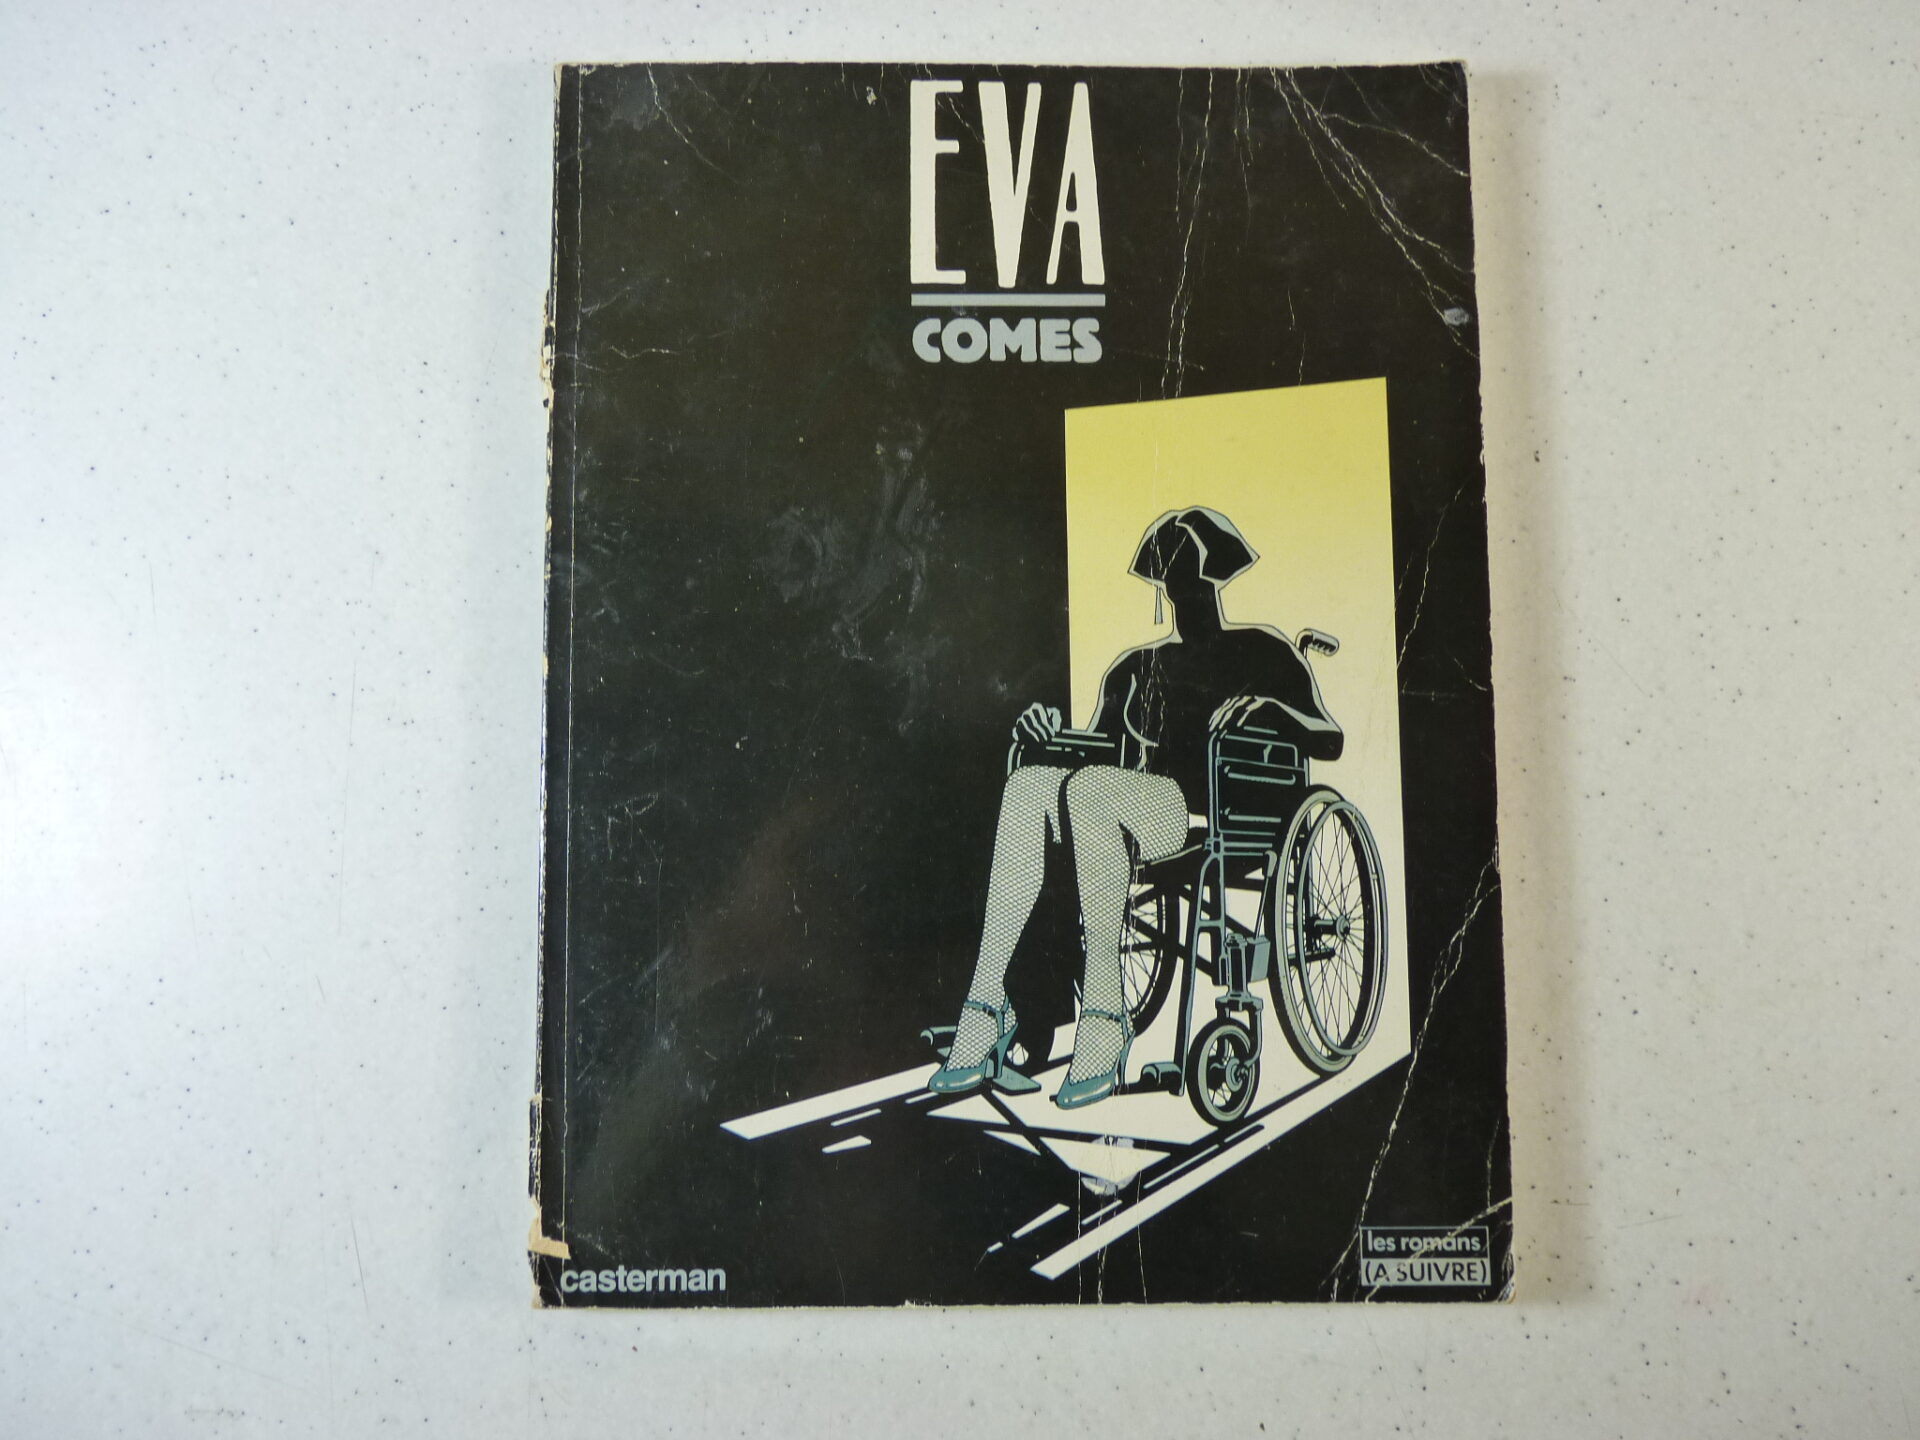 EVA
COMES
casterman
les romans
(A SUIVRE)